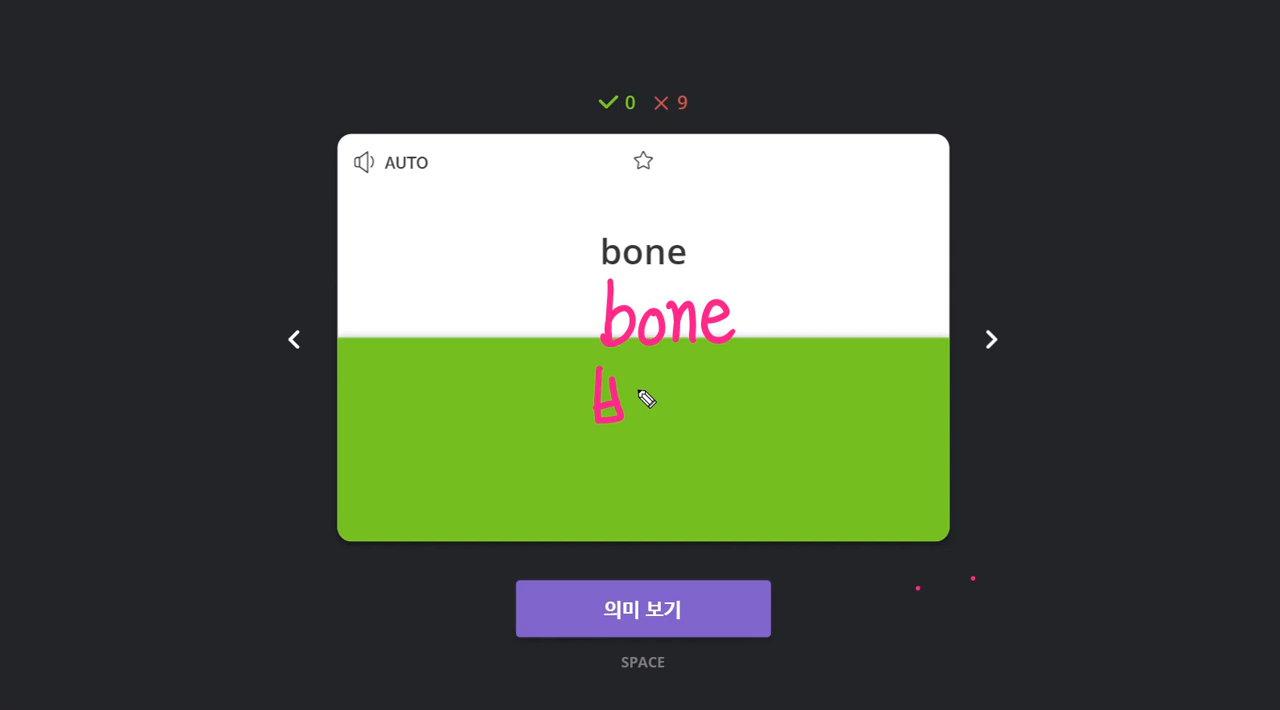 0 9
AUTO
bone
bone
ㅂ
의미 보기
SPACE